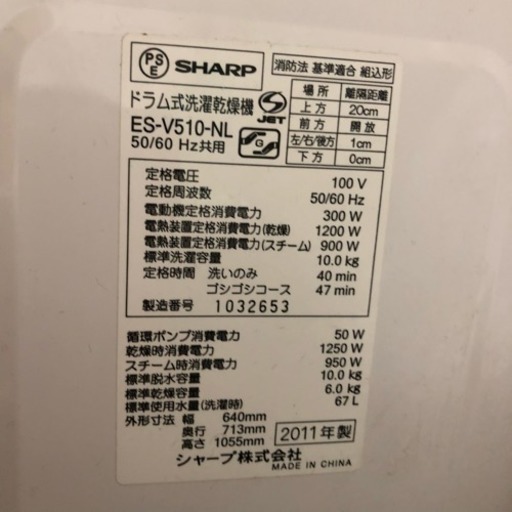 PS E SHARP
ドラム式洗濯乾燥機 S JET
ES-V510-NL
50/60 Hz共用 G
消防法 基準適合 組込形
場所 離隔距離
上方 20cm
前方 開放
左/右/後方 1cm
下方 0cm
定格電圧 100 V
定格周波数 50/60 Hz
電動機定格消費電力 300 W
電熱装置定格消費電力(乾燥) 1200 W
電熱装置定格消費電力(スチーム) 900 W
標準洗濯容量 10.0 kg
定格時間 洗いのみ 40 min
ゴシゴシコース 47 min
製造番号 1032653
循環ポンプ消費電力 50 W
乾燥時消費電力 1250 W
スチーム時消費電力 950 W
標準脱水容量 10.0 kg
標準乾燥容量 6.0 kg
標準使用水量(洗濯時) 67 L
外形寸法 幅 640mm
奥行 713mm
高さ 1055mm
2011年製
シャープ株式会社
MADE IN CHINA